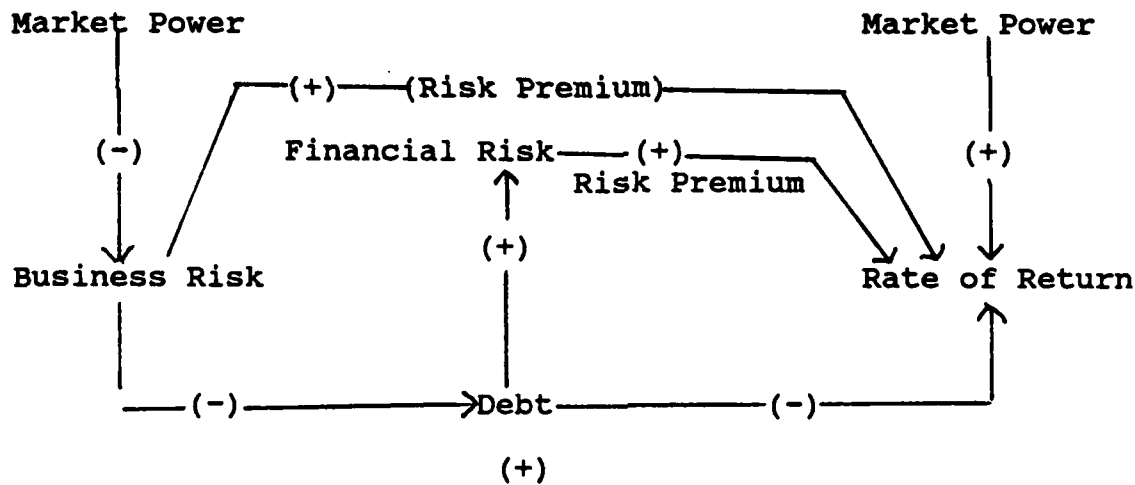 Market Power Market Power
(+) (Risk Premium)
(-) Financial Risk (+) (+)
Risk Premium
(+)
Business Risk Rate of Return
(-) Debt (-)
(+)